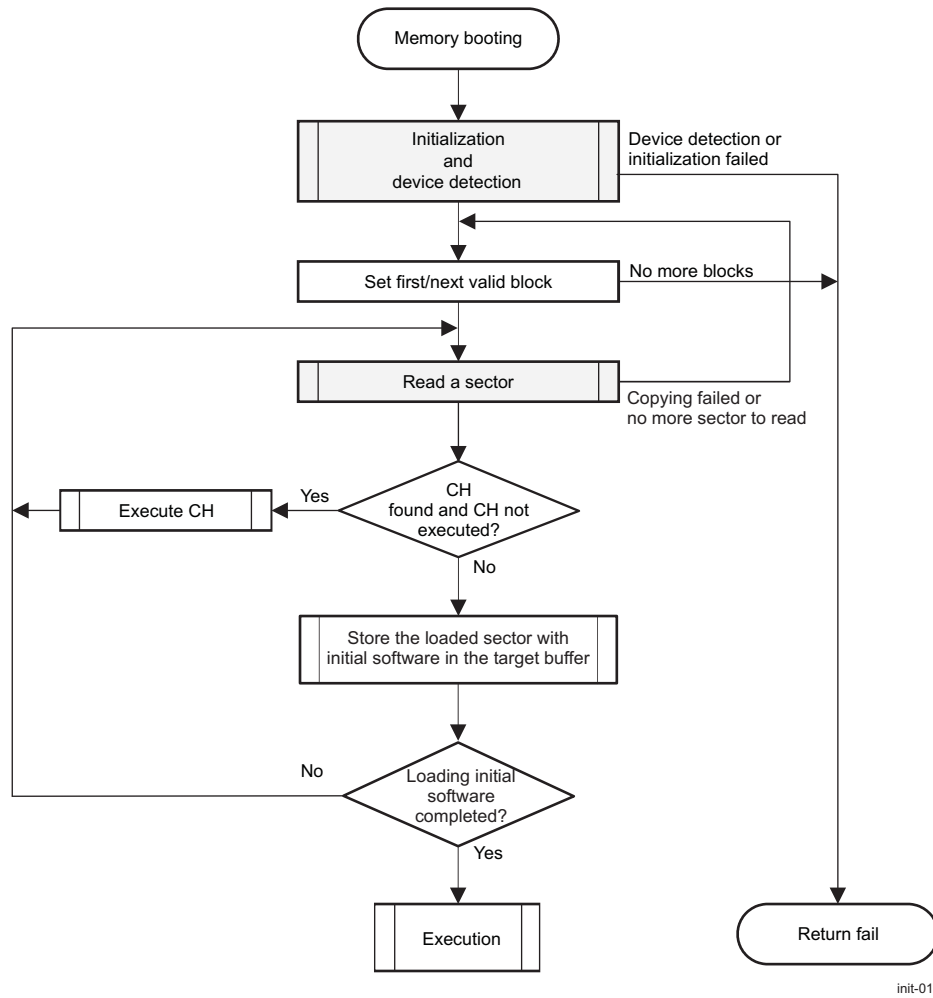 Memory booting
Initialization
and
device detection
Device detection or
initialization failed
Set first/next valid block
No more blocks
Read a sector
Copying failed or
no more sector to read
CH
found and CH not
executed?
Yes
Execute CH
No
Store the loaded sector with
initial software in the target buffer
No
Loading initial
software
completed?
Yes
Execution
Return fail
init-01